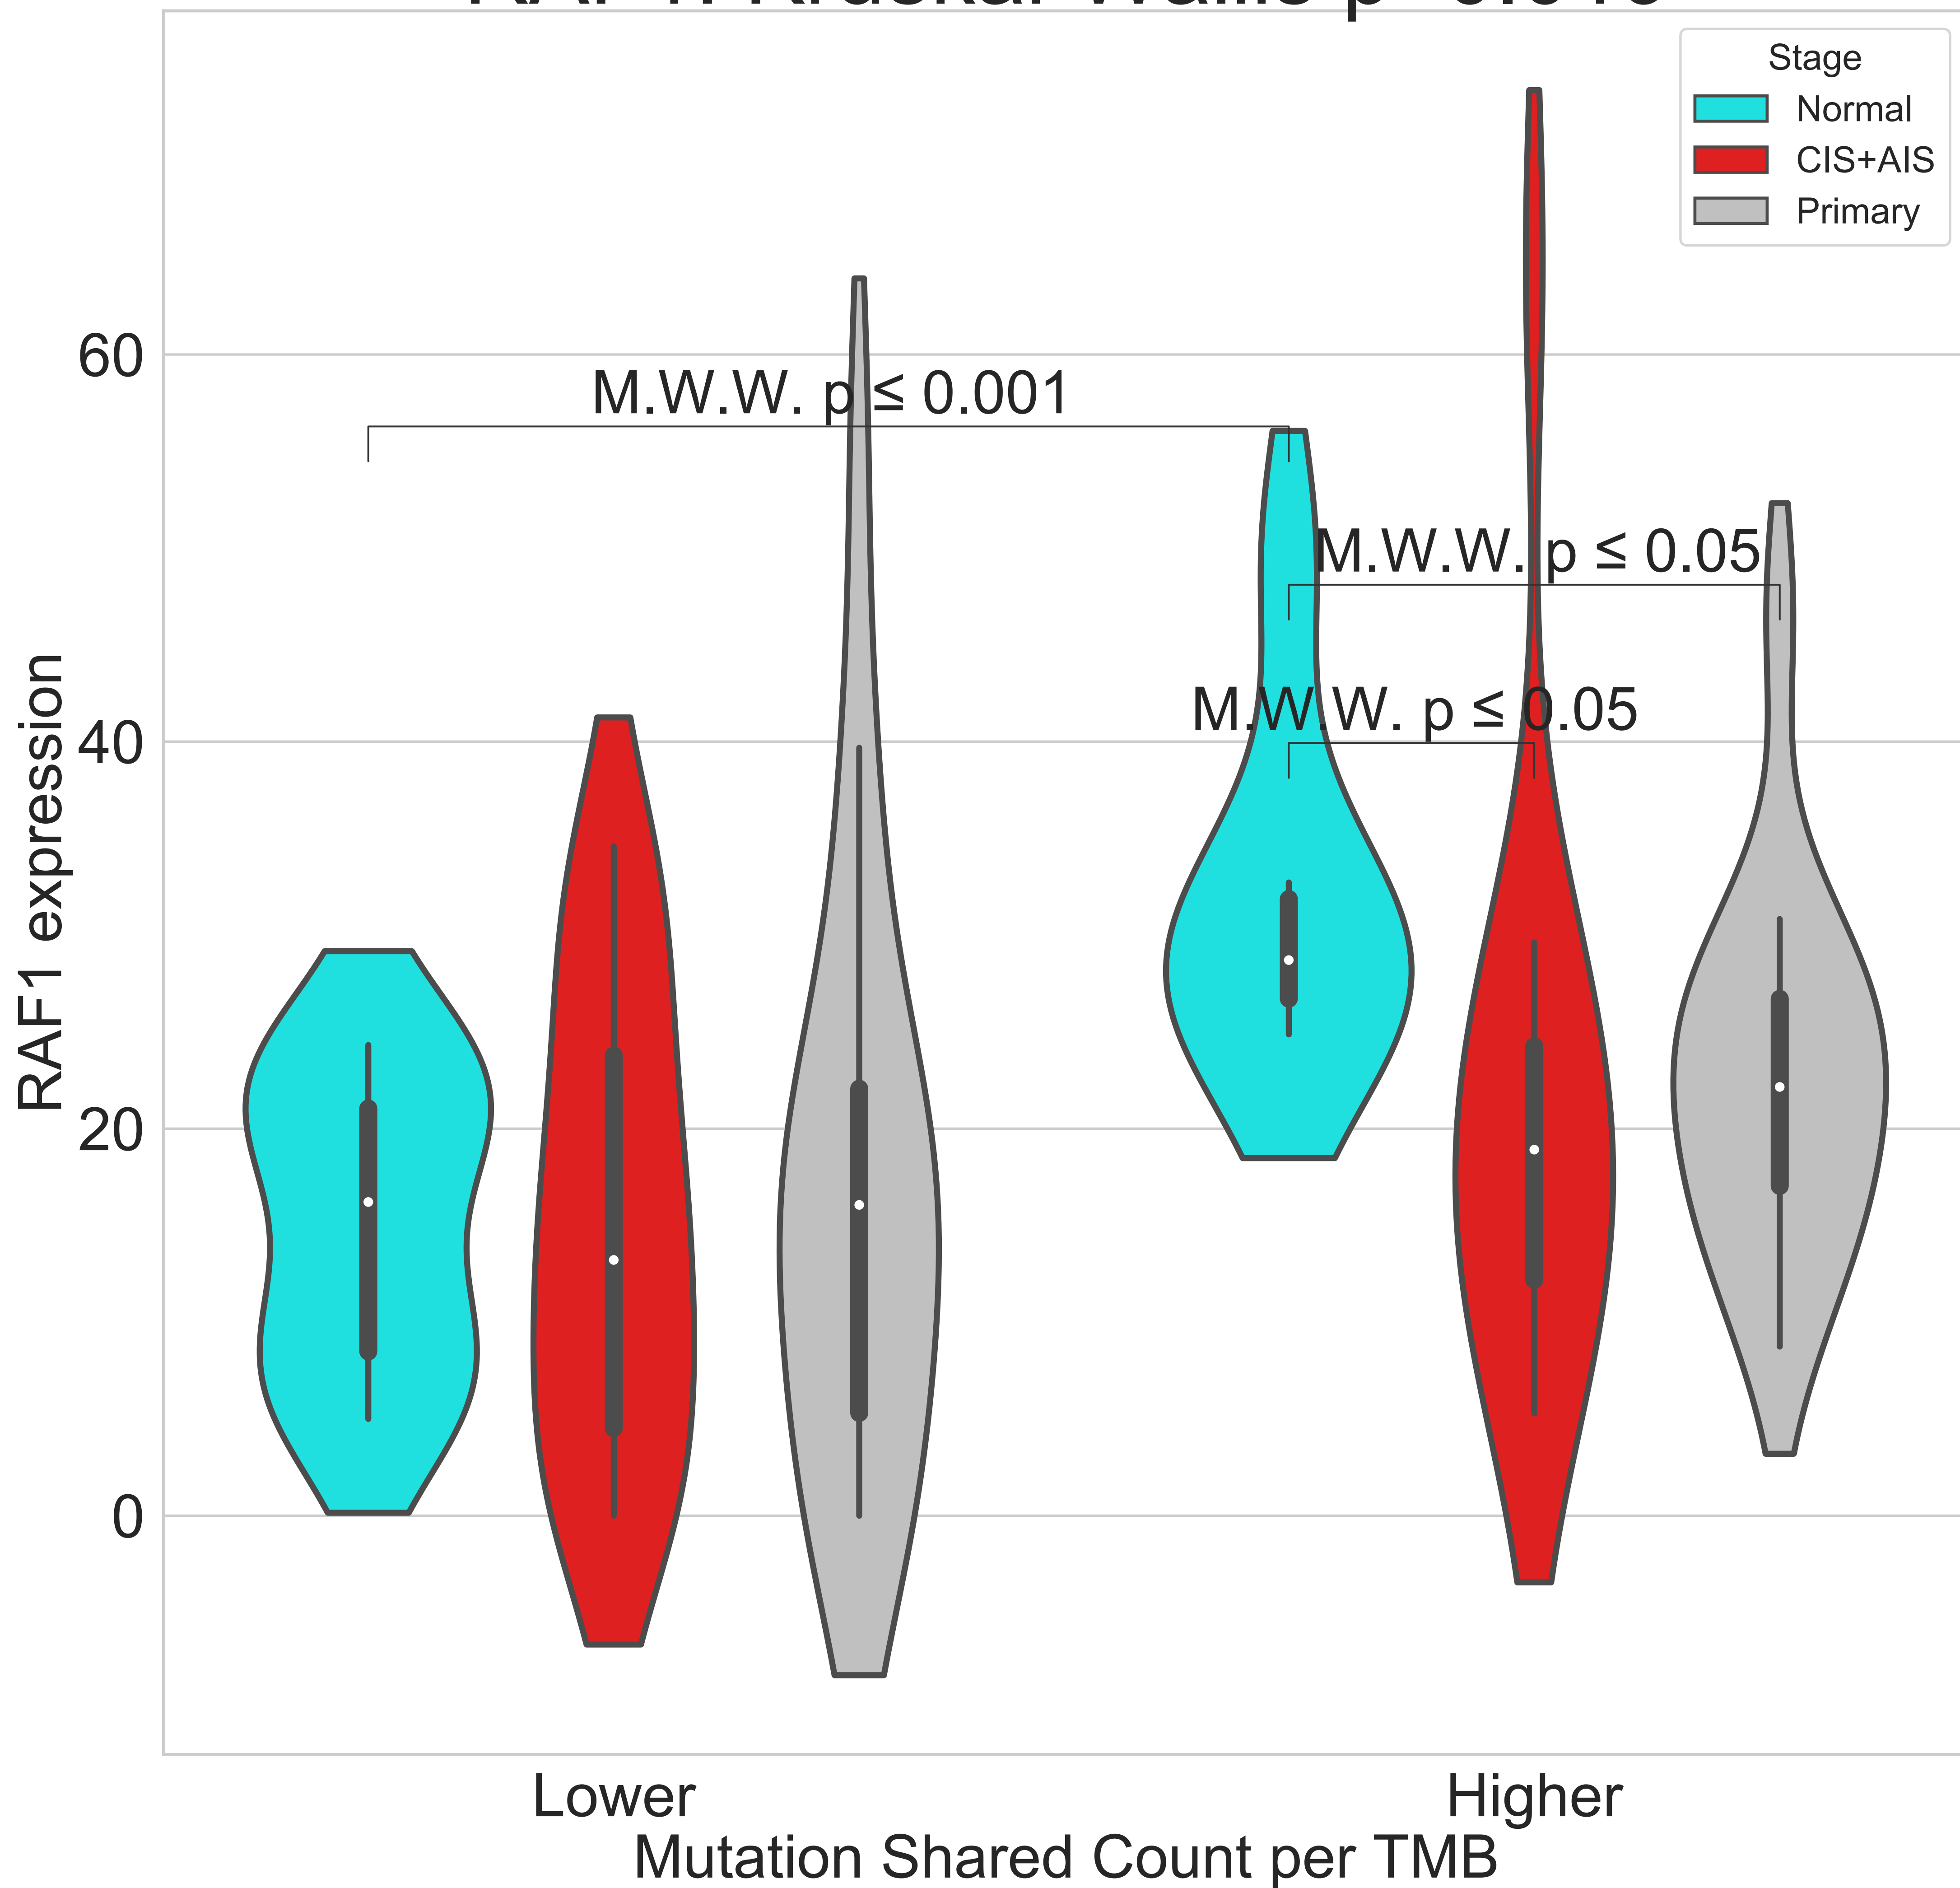 Stage
Normal
CIS+AIS
Primary
60
M.W.W. p ≤ 0.001
M.W.W. p ≤ 0.05
M.W.W. p ≤ 0.05
40
20
0
RAF1 expression
Lower
Higher
Mutation Shared Count per TMB